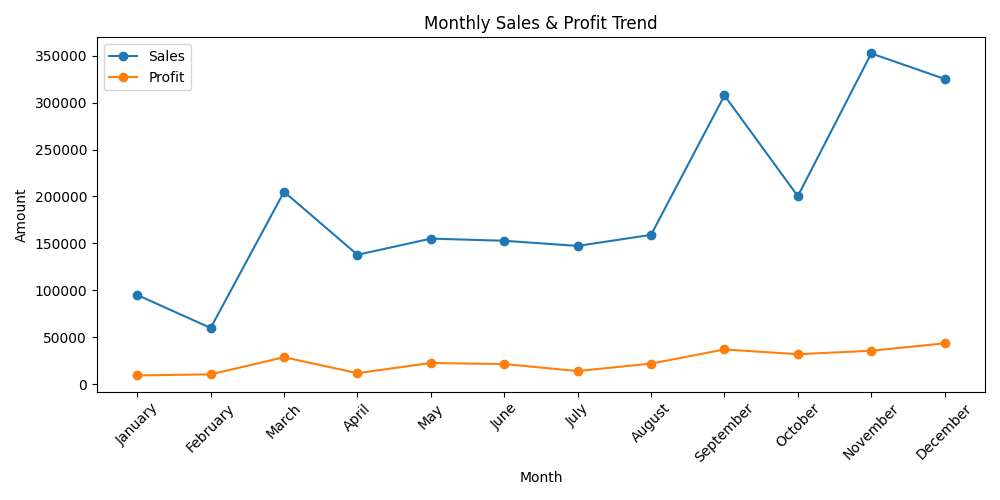 Monthly Sales & Profit Trend
Sales
Profit
350000
300000
250000
200000
150000
100000
50000
0
Amount
January
February
March
April
May
June
July
August
September
October
November
December
Month